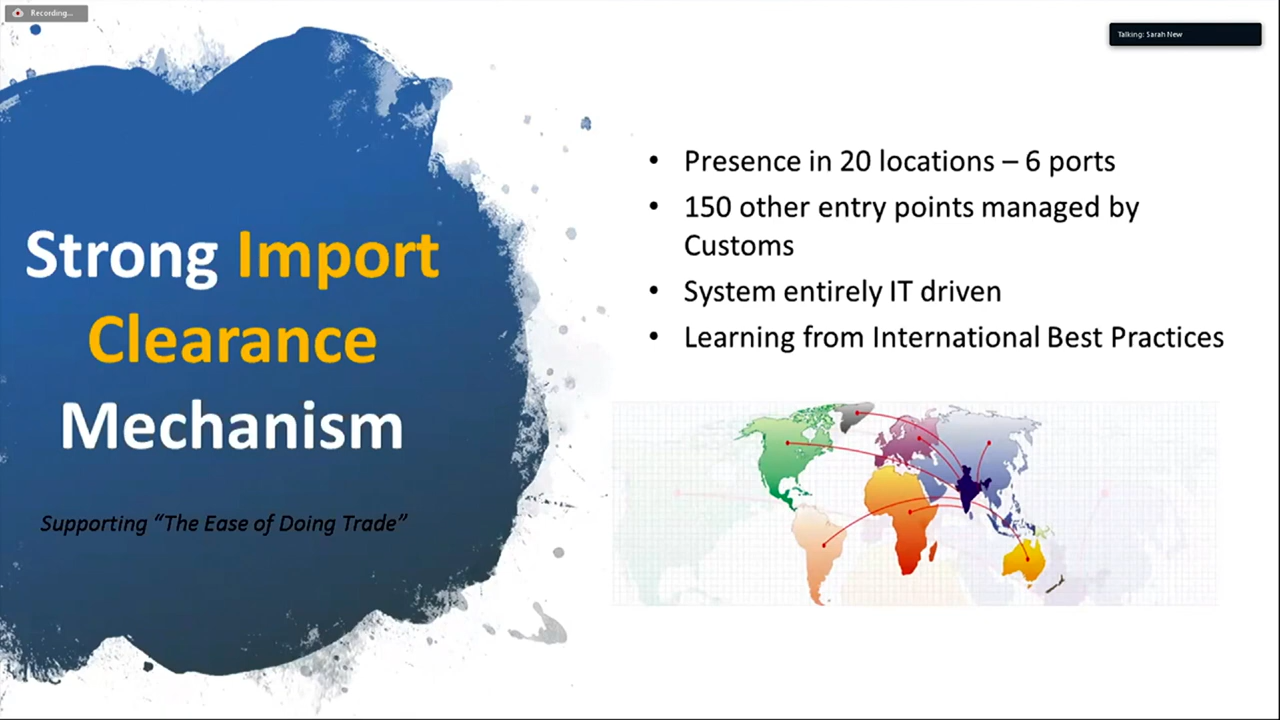 Recording...
Talking: Sarah New
Strong Import
Clearance
Mechanism
Supporting “The Ease of Doing Trade”
• Presence in 20 locations – 6 ports
• 150 other entry points managed by
Customs
• System entirely IT driven
• Learning from International Best Practices